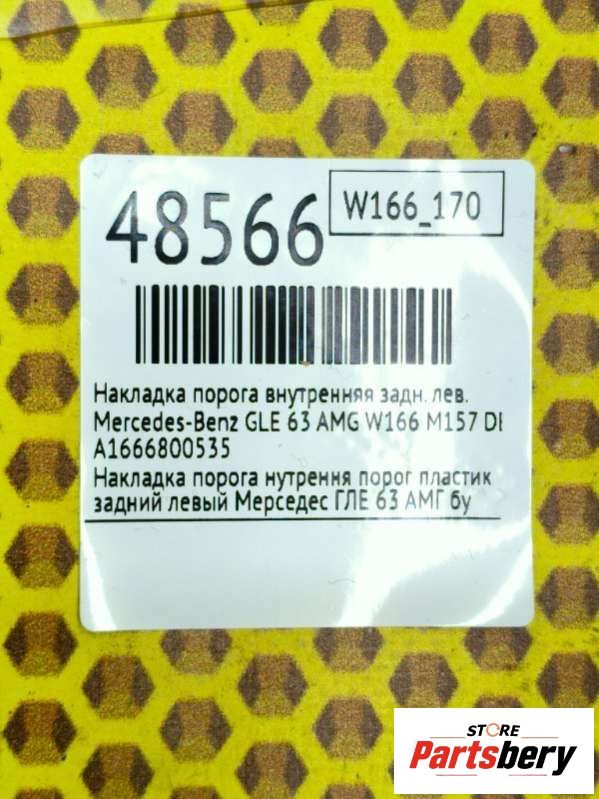 48566
W166_170
Накладка порога внутренняя задн. лев.
Mercedes-Benz GLE 63 AMG W166 M157 DI
A1666800535
Накладка порога нутрення порог пластик
задний левый Мерседес ГЛЕ 63 АМГ бу
STORE
Partsbery